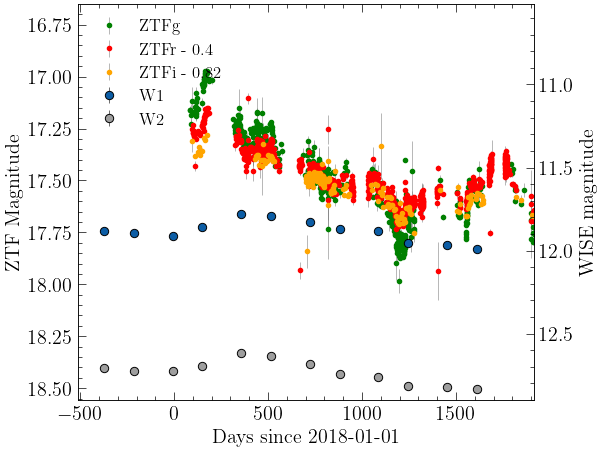 ZTFg
ZTFr - 0.4
ZTFi - 0.22
W1
W2
16.75
17.00
17.25
17.50
17.75
18.00
18.25
18.50
ZTF Magnitude
11.0
11.5
12.0
12.5
WISE magnitude
−500
0
500
1000
1500
Days since 2018-01-01